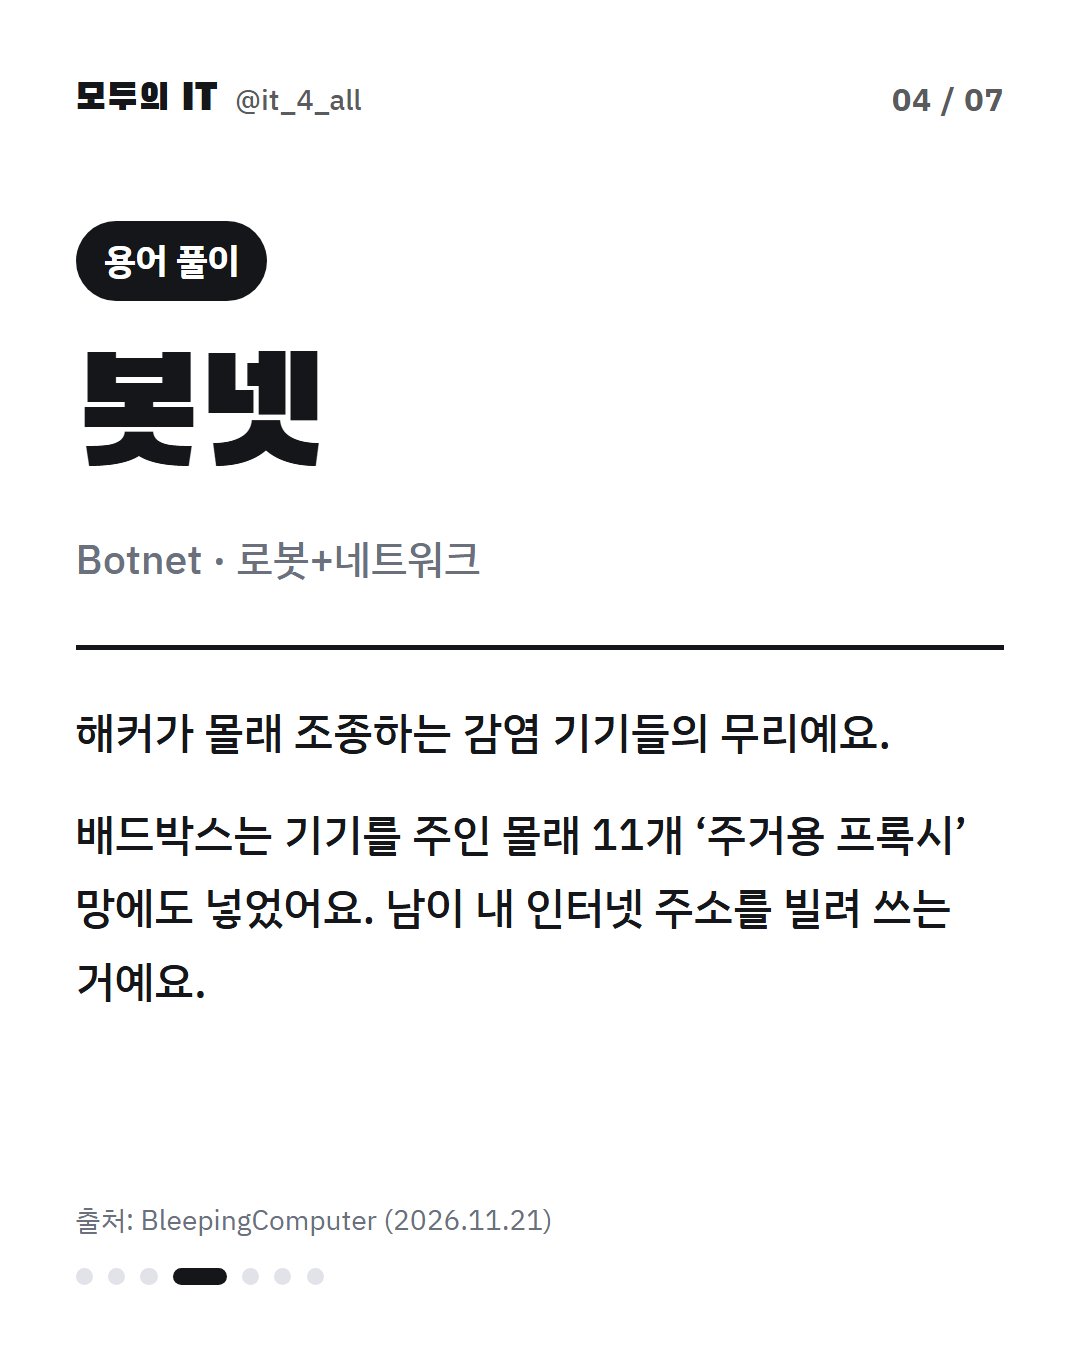 모두의 IT @it_4_all
04 / 07
용어 풀이
봇넷
Botnet · 로봇+네트워크
해커가 몰래 조종하는 감염 기기들의 무리예요.
배드박스는 기기를 주인 몰래 11개 ‘주거용 프록시’
망에도 넣었어요. 남이 내 인터넷 주소를 빌려 쓰는
거예요.
출처: BleepingComputer (2026.11.21)